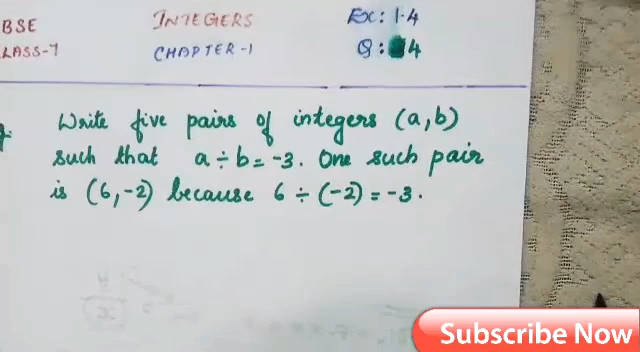 BSE INTEGERS Ex: 1.4
LASS-7 CHAPTER-1 Q: 4
Write five pairs of integers (a, b)
such that a ÷ b = -3. One such pair
is (6, -2) because 6 ÷ (-2) = -3.
Subscribe Now